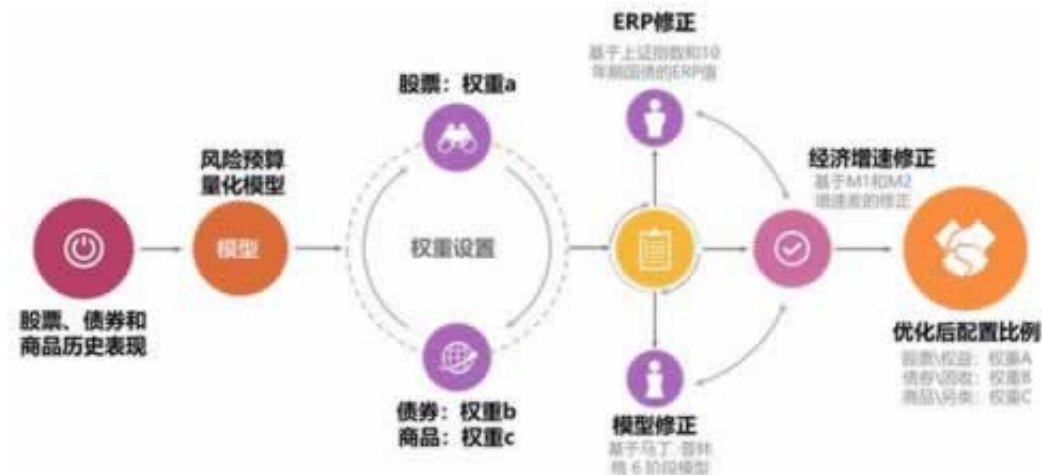 ERP修正
基于上证指数和10
年期国债的ERP值
股票：权重a
风险预算
量化模型
经济增速修正
基于M1和M2
增速差的修正
模型
权重设置
股票、债券和
商品历史表现
优化后配置比例
股票\权益：权重A
债券\固收：权重B
商品\另类：权重C
债券：权重b
商品：权重c
模型修正
基于马丁·普林
格6阶段模型